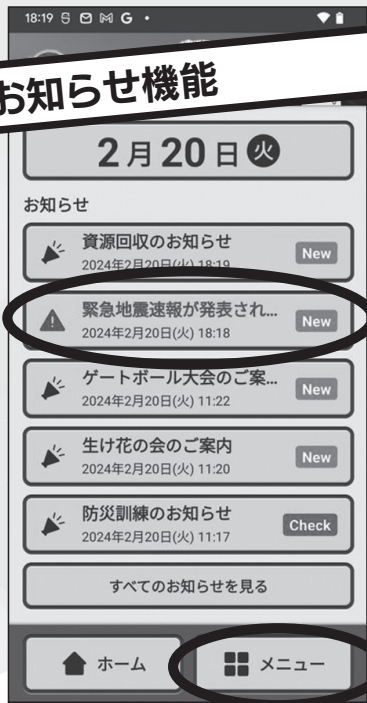 18:19
お知らせ機能
2月20日 火
お知らせ
資源回収のお知らせ
2024年2月20日(火) 18:19
New
緊急地震速報が発表され...
2024年2月20日(火) 18:18
New
ゲートボール大会のご案...
2024年2月20日(火) 11:22
New
生け花の会のご案内
2024年2月20日(火) 11:20
New
防災訓練のお知らせ
2024年2月20日(火) 11:17
Check
すべてのお知らせを見る
ホーム
メニュー